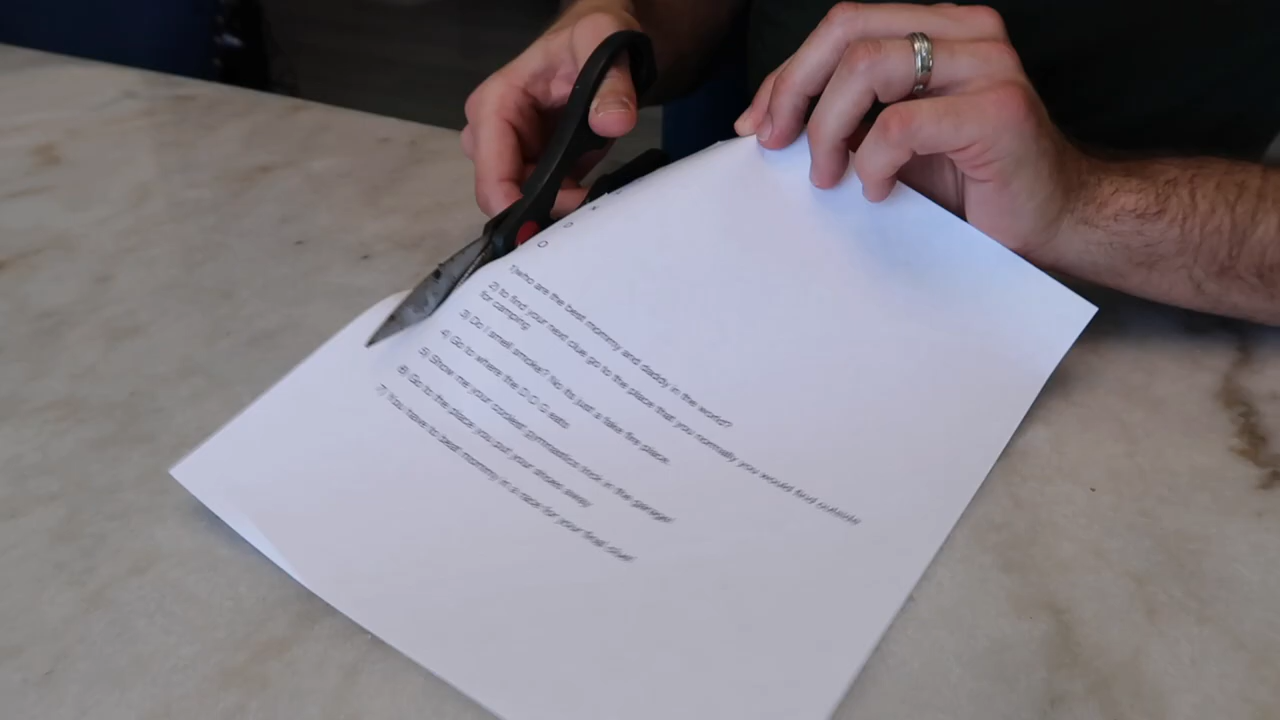 1)who are the best mommy and daddy in the world?
2) to find your next clue go to the place that you normally you would find outside
for camping
3) Do I smell smoke? No its just a fake fire place.
4) Go to where the D O G eats
5) Show me your coolest gymnastics trick in the garage!
6) Go to the place you put your shoes away
7) You have to beat mommy in a race for your final clue!